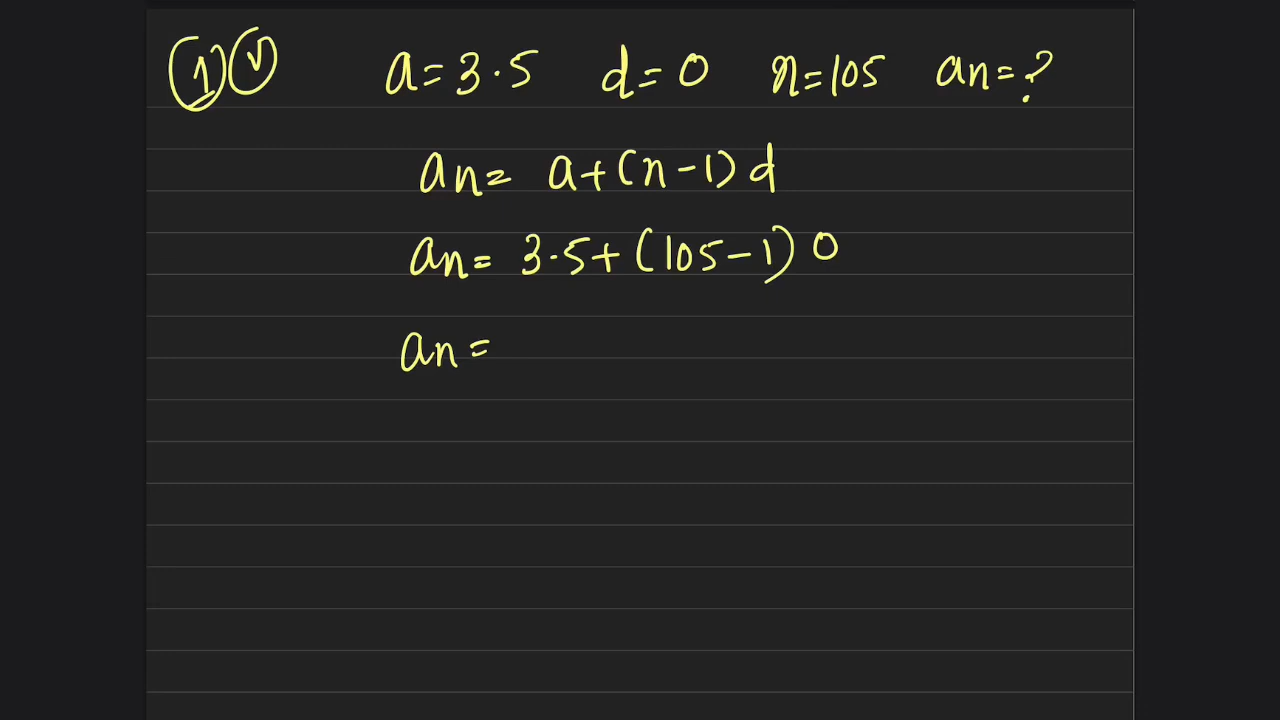 1 v a = 3.5 d = 0 n = 105 an = ?
an = a + (n - 1) d
an = 3.5 + (105 - 1) 0
an =